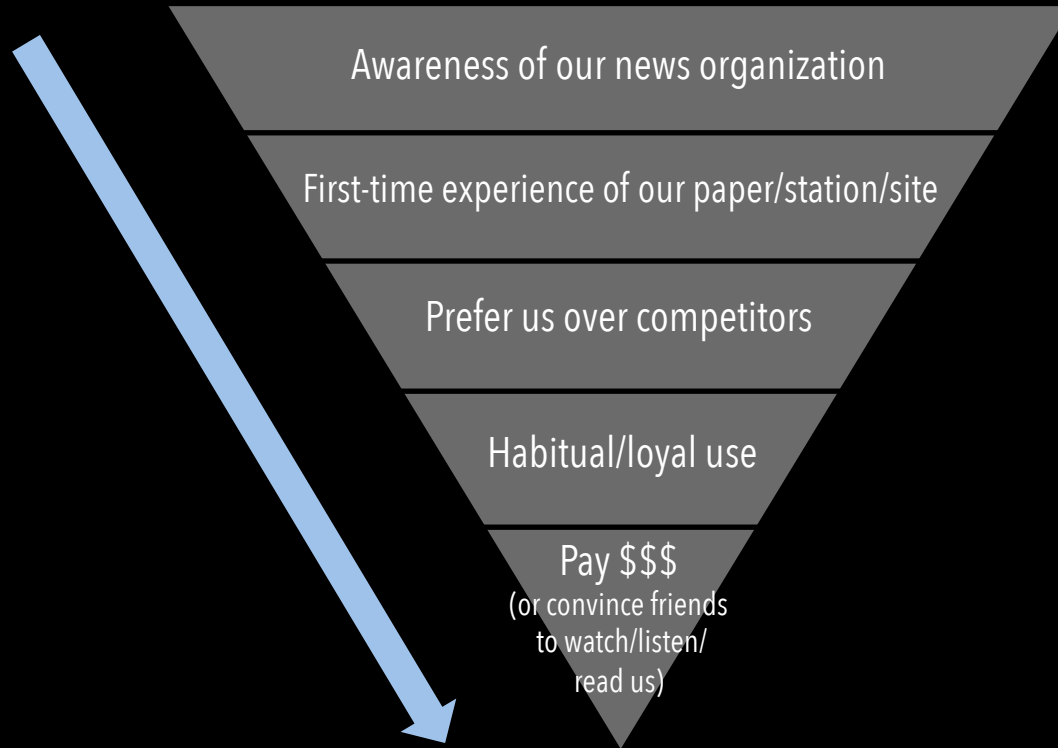 Awareness of our news organization
First-time experience of our paper/station/site
Prefer us over competitors
Habitual/loyal use
Pay $$$
(or convince friends
to watch/listen/
read us)